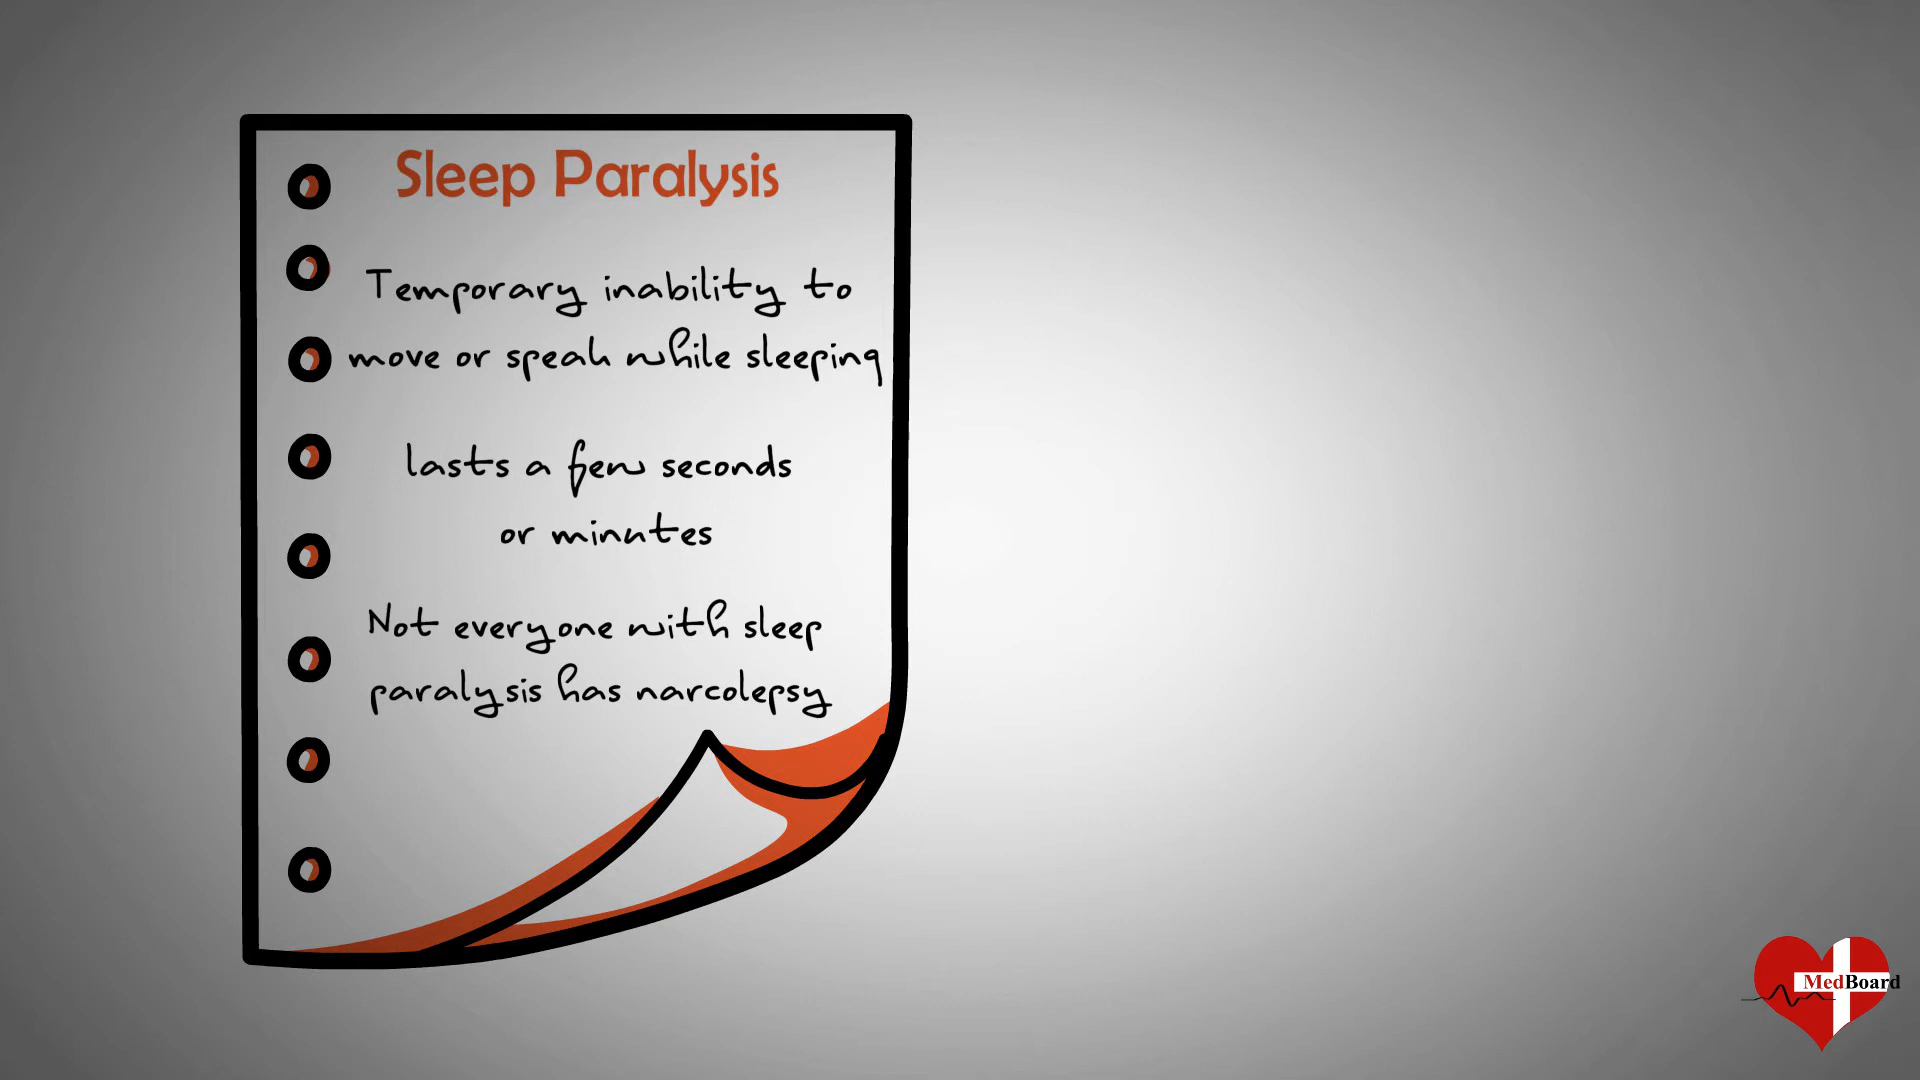 Sleep Paralysis
Temporary inability to
move or speak while sleeping
lasts a few seconds
or minutes
Not everyone with sleep
paralysis has narcolepsy
MedBoard